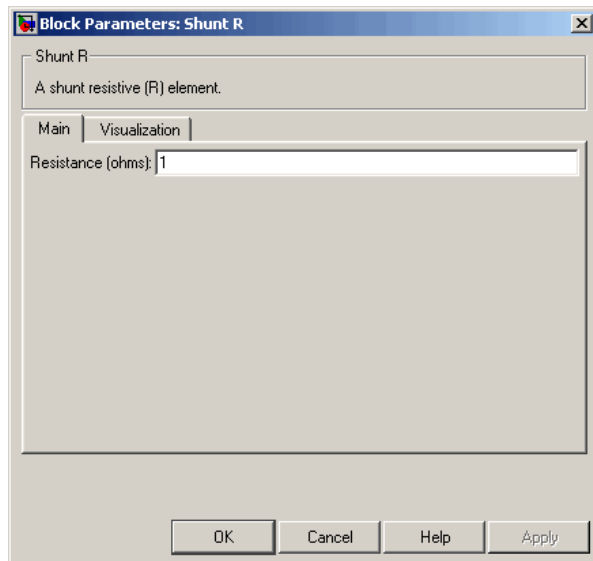 Block Parameters: Shunt R
Shunt R
A shunt resistive (R) element.
Main Visualization
Resistance (ohms): 1
OK Cancel Help Apply